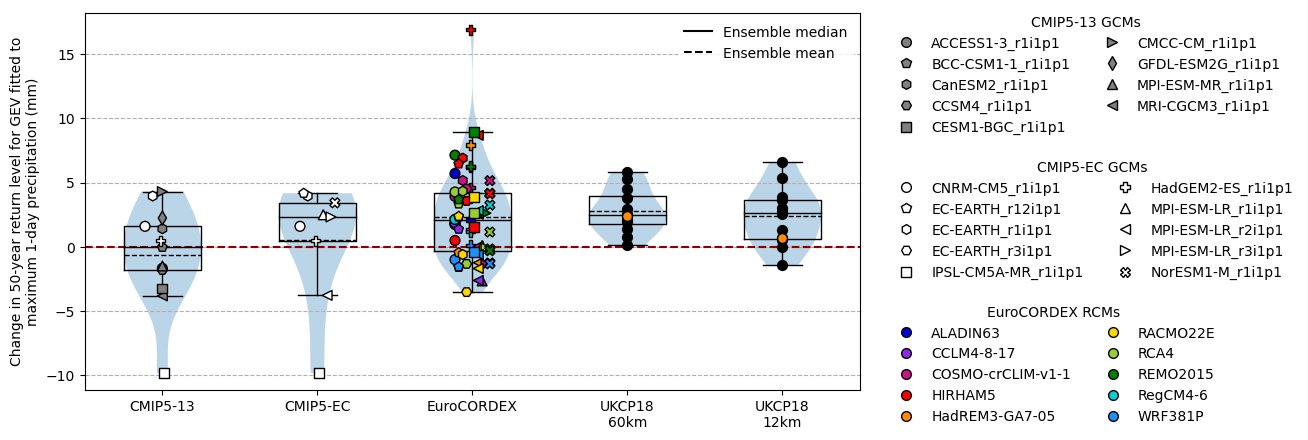 Change in 50-year return level for GEV fitted to
maximum 1-day precipitation (mm)
15
10
5
0
−5
−10
Ensemble median
Ensemble mean
CMIP5-13
CMIP5-EC
EuroCORDEX
UKCP18
60km
UKCP18
12km
CMIP5-13 GCMs
ACCESS1-3_r1i1p1
BCC-CSM1-1_r1i1p1
CanESM2_r1i1p1
CCSM4_r1i1p1
CESM1-BGC_r1i1p1
CMCC-CM_r1i1p1
GFDL-ESM2G_r1i1p1
MPI-ESM-MR_r1i1p1
MRI-CGCM3_r1i1p1
CMIP5-EC GCMs
CNRM-CM5_r1i1p1
EC-EARTH_r12i1p1
EC-EARTH_r1i1p1
EC-EARTH_r3i1p1
IPSL-CM5A-MR_r1i1p1
HadGEM2-ES_r1i1p1
MPI-ESM-LR_r1i1p1
MPI-ESM-LR_r2i1p1
MPI-ESM-LR_r3i1p1
NorESM1-M_r1i1p1
EuroCORDEX RCMs
ALADIN63
CCLM4-8-17
COSMO-crCLIM-v1-1
HIRHAM5
HadREM3-GA7-05
RACMO22E
RCA4
REMO2015
RegCM4-6
WRF381P